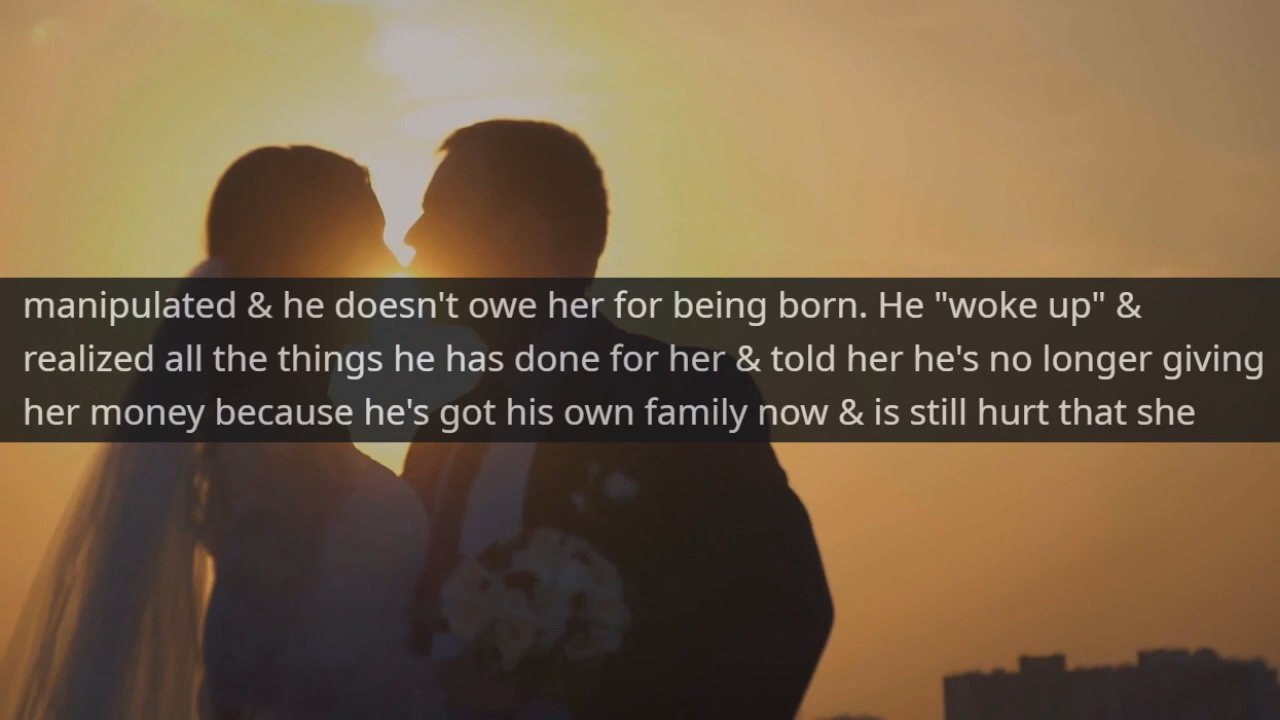 manipulated & he doesn't owe her for being born. He "woke up" &
realized all the things he has done for her & told her he's no longer giving
her money because he's got his own family now & is still hurt that she